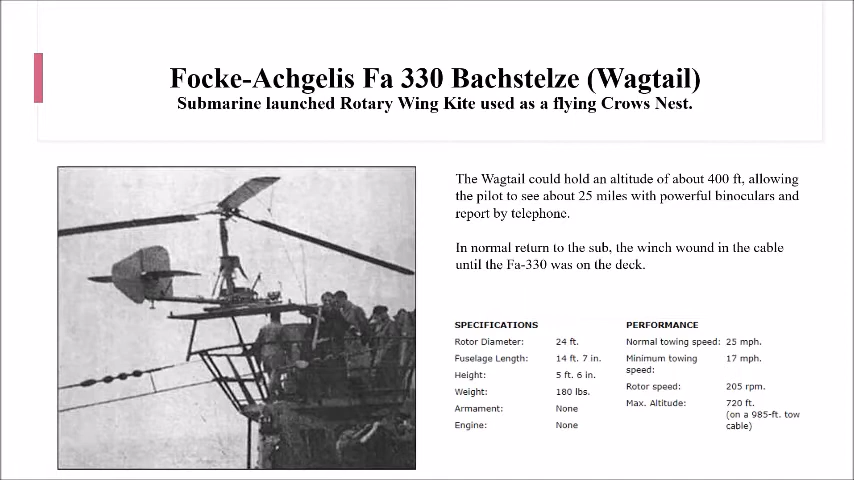 Focke-Achgelis Fa 330 Bachstelze (Wagtail)
Submarine launched Rotary Wing Kite used as a flying Crows Nest.
The Wagtail could hold an altitude of about 400 ft, allowing
the pilot to see about 25 miles with powerful binoculars and
report by telephone.
In normal return to the sub, the winch wound in the cable
until the Fa-330 was on the deck.
SPECIFICATIONS
Rotor Diameter: 24 ft.
Fuselage Length: 14 ft. 7 in.
Height: 5 ft. 6 in.
Weight: 180 lbs.
Armament: None
Engine: None
PERFORMANCE
Normal towing speed: 25 mph.
Minimum towing 17 mph.
speed:
Rotor speed: 205 rpm.
Max. Altitude: 720 ft.
(on a 985-ft. tow
cable)